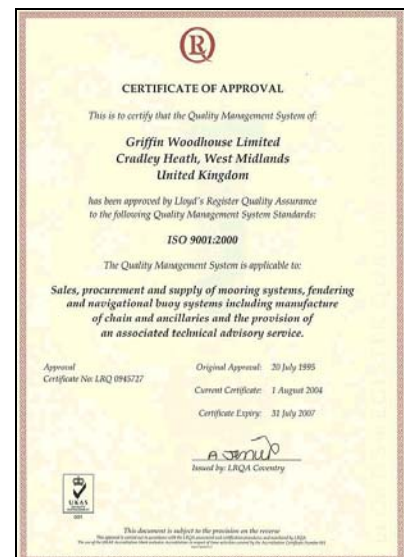 R
CERTIFICATE OF APPROVAL
This is to certify that the Quality Management System of:
Griffin Woodhouse Limited
Cradley Heath, West Midlands
United Kingdom
has been approved by Lloyd's Register Quality Assurance
to the following Quality Management System Standards:
ISO 9001:2000
The Quality Management System is applicable to:
Sales, procurement and supply of mooring systems, fendering
and navigational buoy systems including manufacture
of chain and ancillaries and the provision of
an associated technical advisory service.
Approval
Certificate No: LRQ 0945727
Original Approval: 20 July 1995
Current Certificate: 1 August 2004
Certificate Expiry: 31 July 2007
Issued by: LRQA Coventry
UKAS
This document is subject to the provision on the reverse